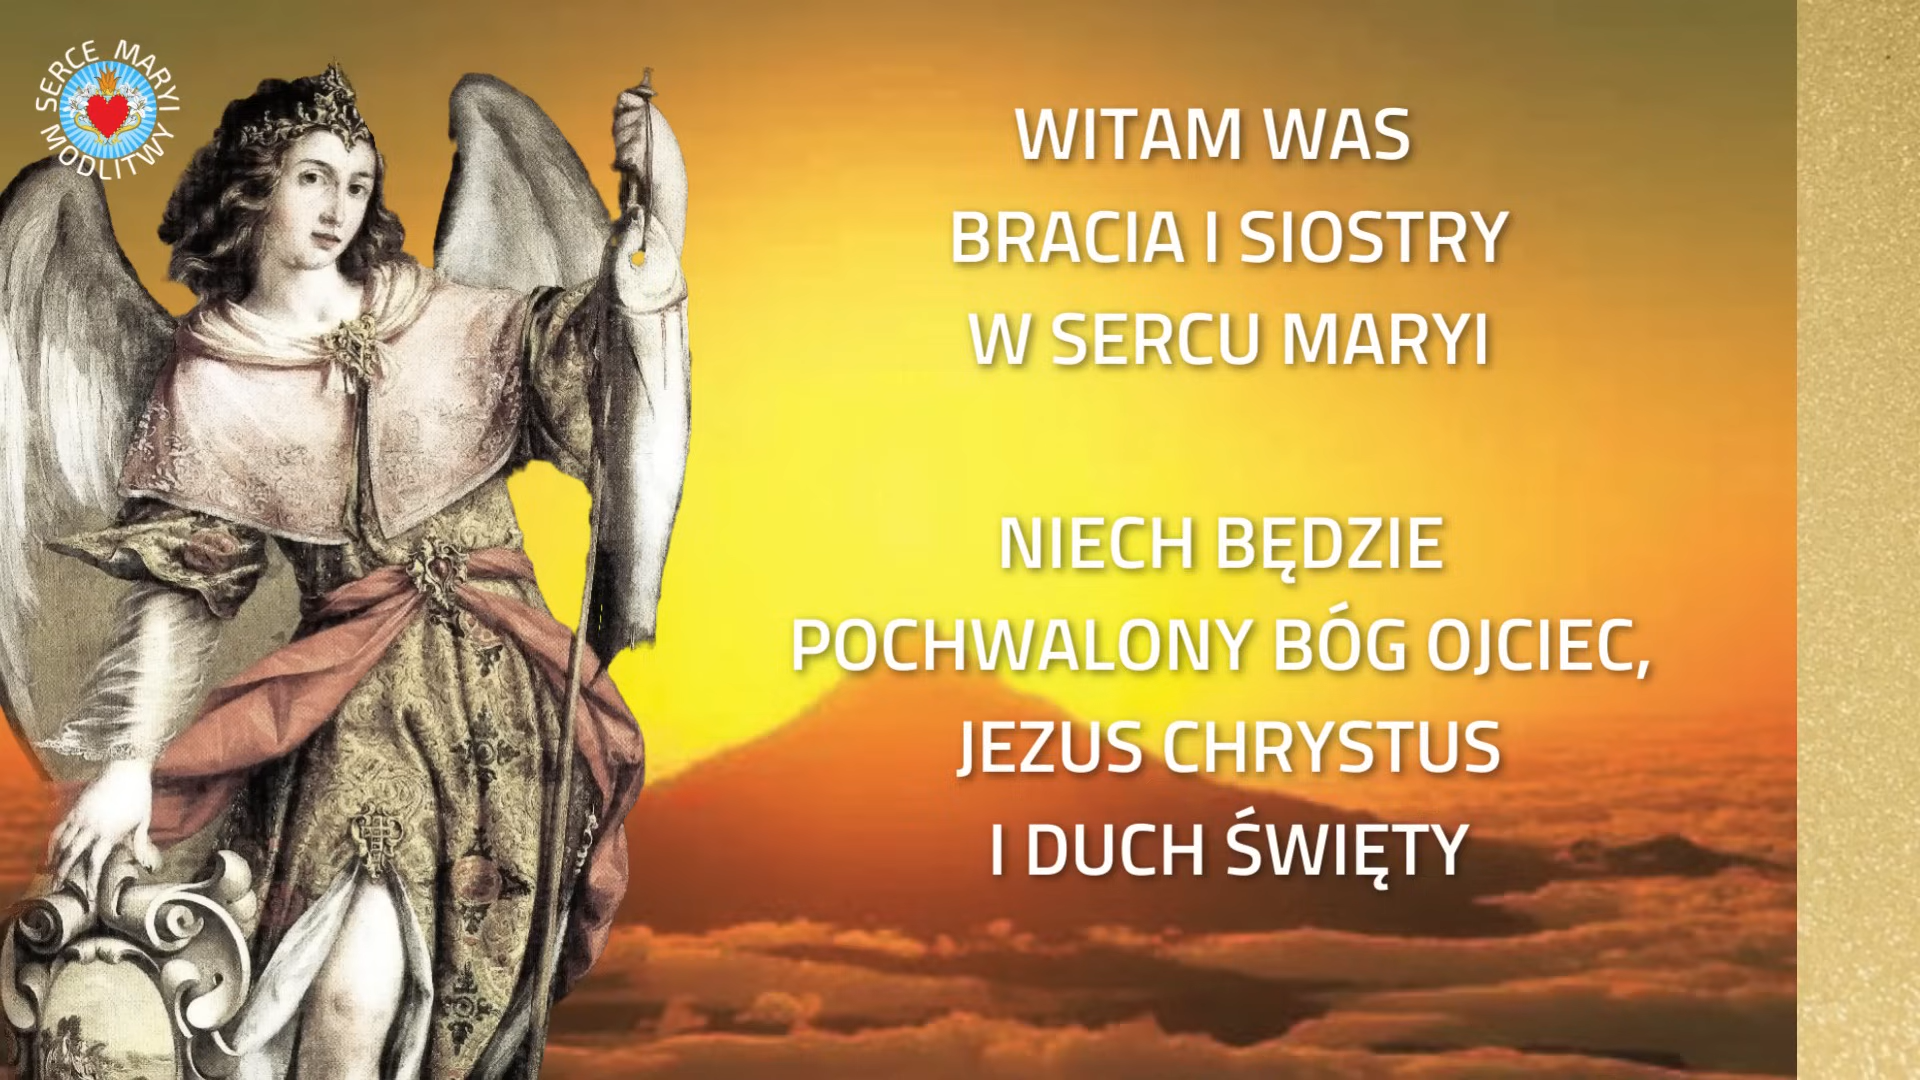 SERCE MARYI
MODLITWY
WITAM WAS
BRACIA I SIOSTRY
W SERCU MARYI
NIECH BĘDZIE
POCHWALONY BÓG OJCIEC,
JEZUS CHRYSTUS
I DUCH ŚWIĘTY